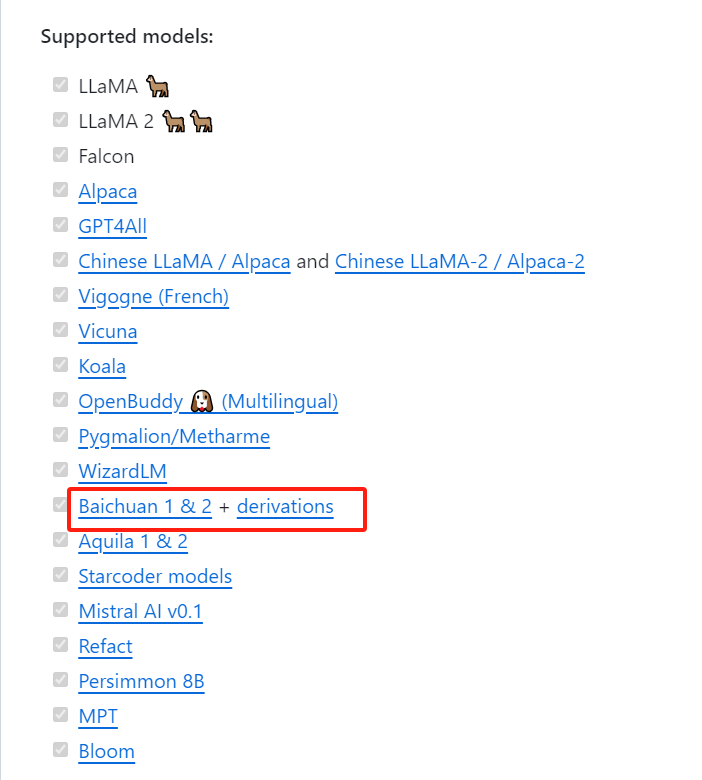 Supported models:
LLaMA 🦙
LLaMA 2 🦙🦙
Falcon
Alpaca
GPT4All
Chinese LLaMA / Alpaca and Chinese LLaMA-2 / Alpaca-2
Vigogne (French)
Vicuna
Koala
OpenBuddy 🐶 (Multilingual)
Pygmalion/Metharme
WizardLM
Baichuan 1 & 2 + derivations
Aquila 1 & 2
Starcoder models
Mistral AI v0.1
Refact
Persimmon 8B
MPT
Bloom